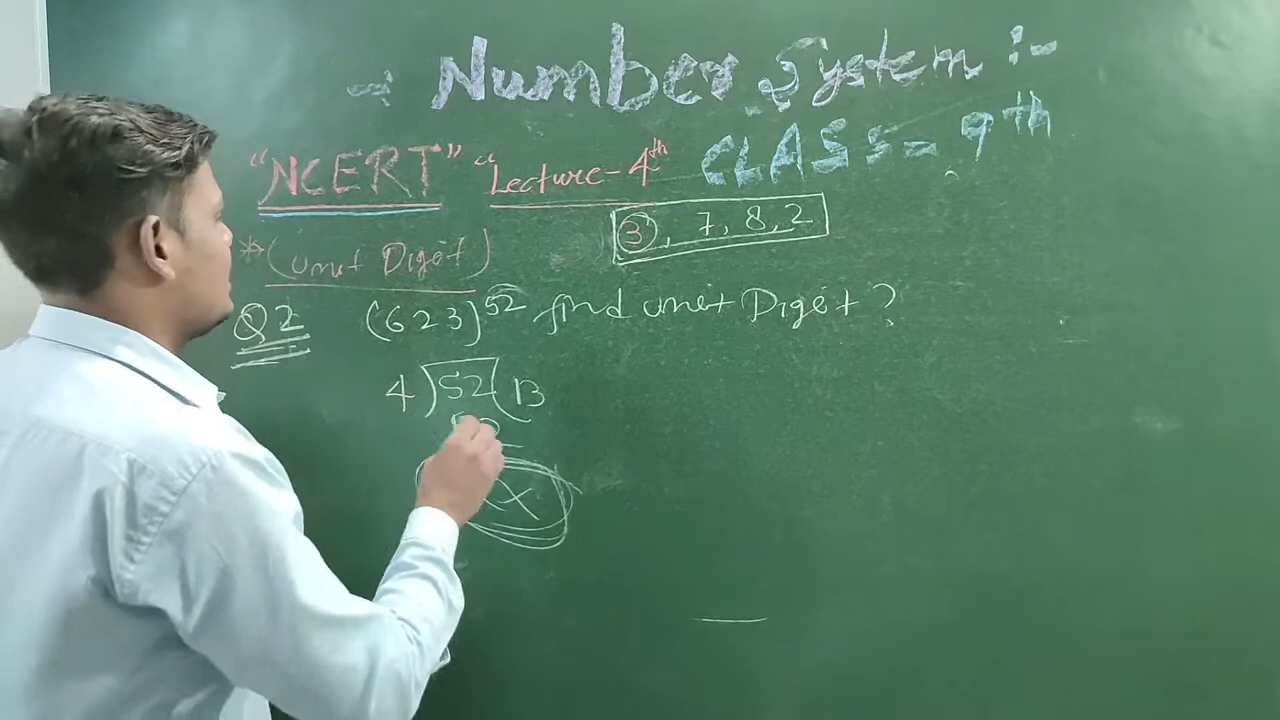 → Number System :-
"NCERT" "Lecture-4th CLASS = 9th
3, 7, 8, 2
*(Unit Digit)
Q2 (623)^52 find unit Digit ?
4)52(13
××